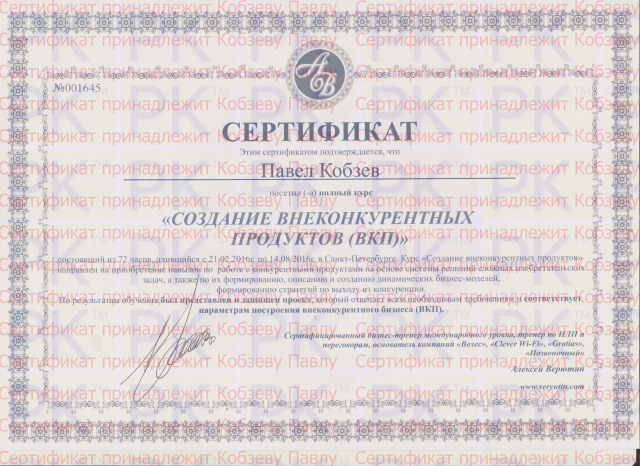 АВ
№001645
СЕРТИФИКАТ
Этим сертификатом подтверждается, что
Павел Кобзев
посетил (-а) полный курс
«СОЗДАНИЕ ВНЕКОНКУРЕНТНЫХ
ПРОДУКТОВ (ВКП)»
состоявший из 72 часов, длившийся с 21.02.2016г по 14.08.2016г, в Санкт-Петербурге. Курс «Создание внеконкурентных продуктов»
направлен на приобретение навыков по работе с конкурентными продуктами на основе системы решений сложных изобретательских
задач, а также по их формированию, описанию и созданию динамических бизнес-моделей,
формированию стратегий по выходу из конкуренции.
По результатам обучения был представлен и защищен проект, который отвечает всем необходимым требованиям и соответствует
параметрам построения внеконкурентного бизнеса (ВКП).
Сертифицированный бизнес-тренер международного уровня, тренер по НЛП и
переговорам, основатель компаний «Велес», «Clever Wi-Fi», «Gratias»,
«Позвоночный»
Алексей Верютин
www.veryutin.com
Сертификат принадлежит Кобзеву Павлу
РК™